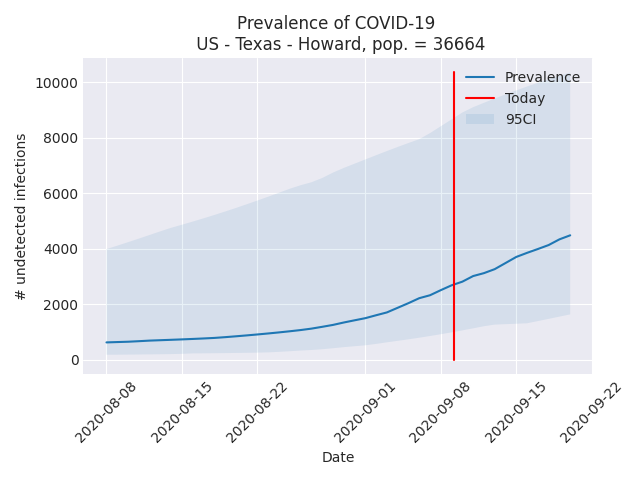 Prevalence of COVID-19
US - Texas - Howard, pop. = 36664
Prevalence
Today
95CI
10000
8000
6000
4000
2000
0
# undetected infections
2020-08-08
2020-08-15
2020-08-22
2020-09-01
2020-09-08
2020-09-15
2020-09-22
Date